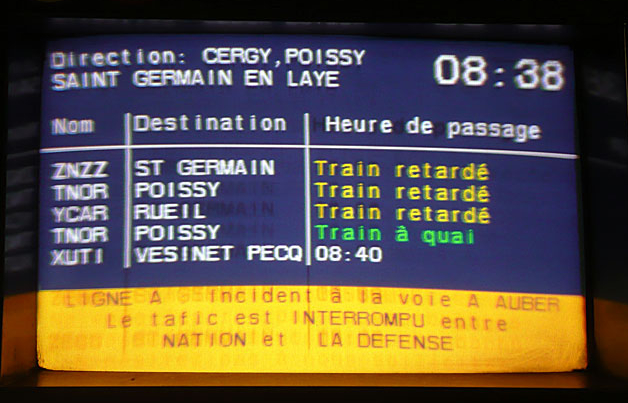 Direction: CERGY,POISSY
SAINT GERMAIN EN LAYE
08:38
Nom Destination Heure de passage
ZNZZ ST GERMAIN Train retardé
TNOR POISSY Train retardé
YCAR RUEIL Train retardé
TNOR POISSY Train à quai
XUTI VESINET PECQ 08:40
LIGNE A Incident à la voie A AUBER
Le tafic est INTERROMPU entre
NATION et LA DEFENSE